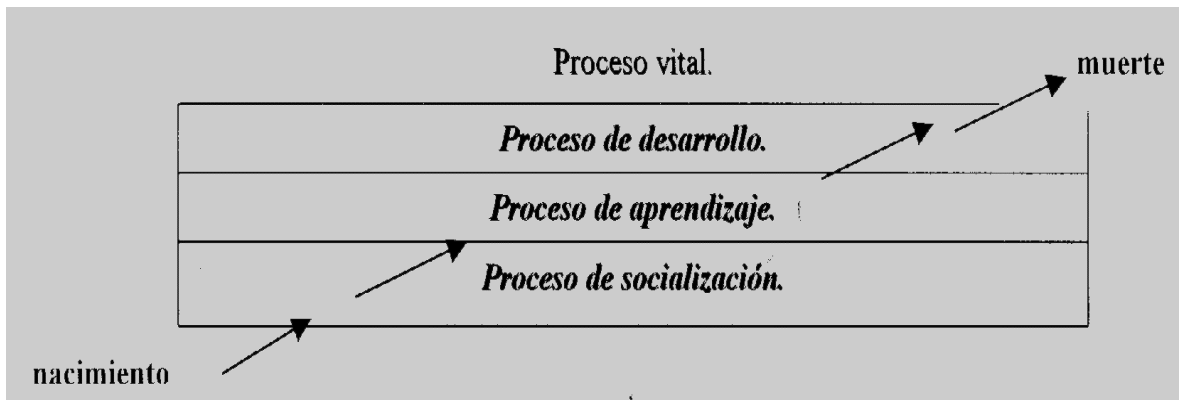 Proceso vital.
muerte
Proceso de desarrollo.
Proceso de aprendizaje.
Proceso de socialización.
nacimiento